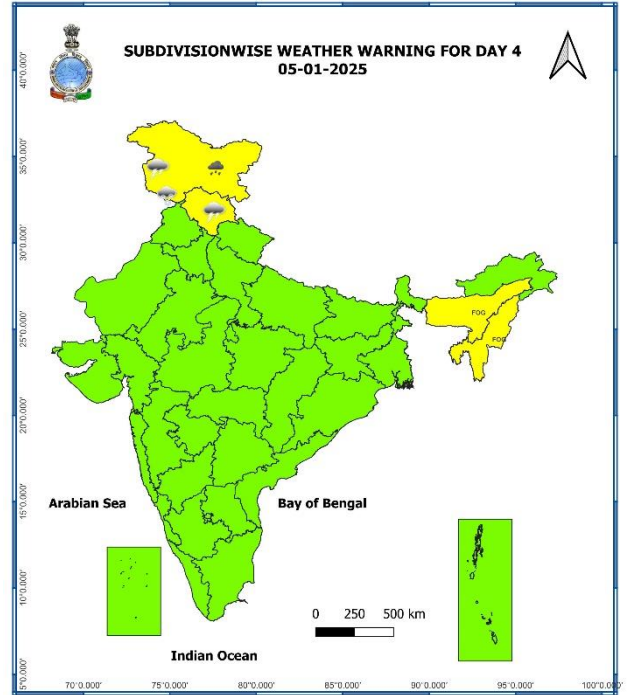 SUBDIVISIONWISE WEATHER WARNING FOR DAY 4
05-01-2025
40°0.000'
35°0.000'
30°0.000'
25°0.000'
20°0.000'
15°0.000'
10°0.000'
5°0.000'
FOG
FOG
Arabian Sea
Bay of Bengal
0 250 500 km
Indian Ocean
70°0.000' 75°0.000' 80°0.000' 85°0.000' 90°0.000' 95°0.000' 100°0.000'